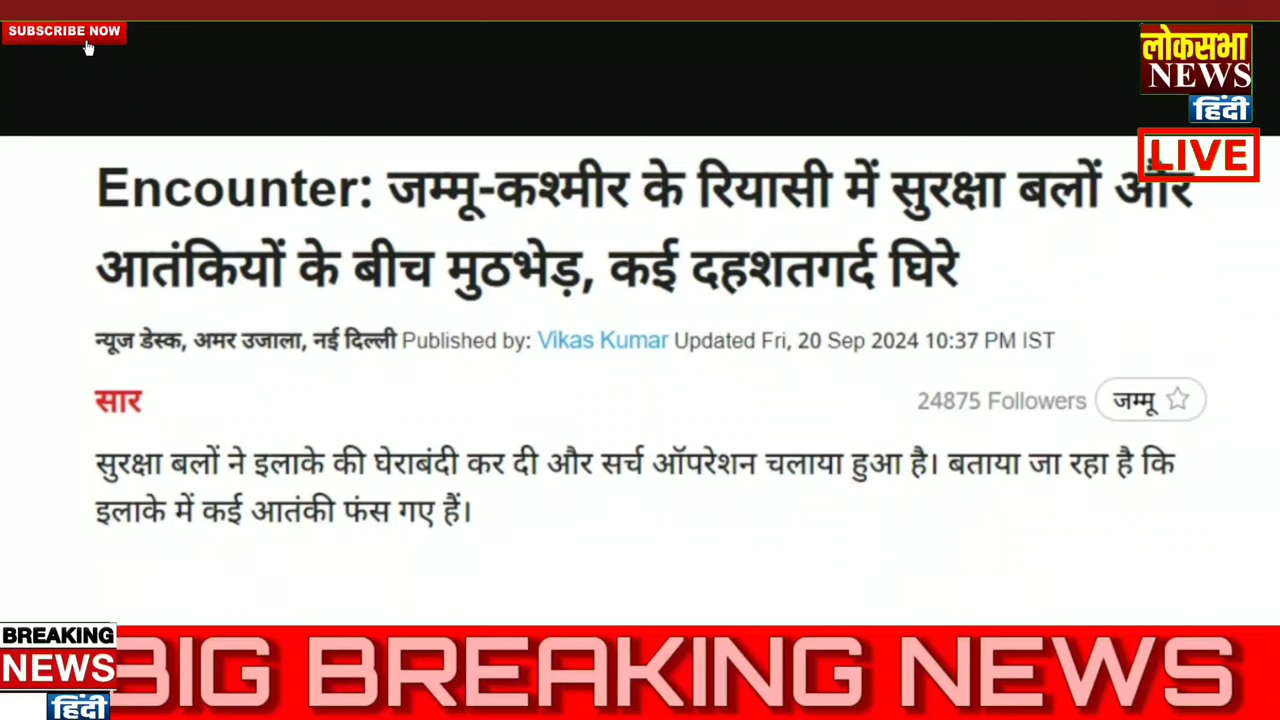 SUBSCRIBE NOW
लोकसभा
NEWS
हिंदी
LIVE
Encounter: जम्मू-कश्मीर के रियासी में सुरक्षा बलों और
आतंकियों के बीच मुठभेड़, कई दहशतगर्द घिरे
न्यूज डेस्क, अमर उजाला, नई दिल्ली Published by: Vikas Kumar Updated Fri, 20 Sep 2024 10:37 PM IST
सार
24875 Followers जम्मू
सुरक्षा बलों ने इलाके की घेराबंदी कर दी और सर्च ऑपरेशन चलाया हुआ है। बताया जा रहा है कि
इलाके में कई आतंकी फंस गए हैं।
BREAKING
NEWS
हिंदी
BIG BREAKING NEWS